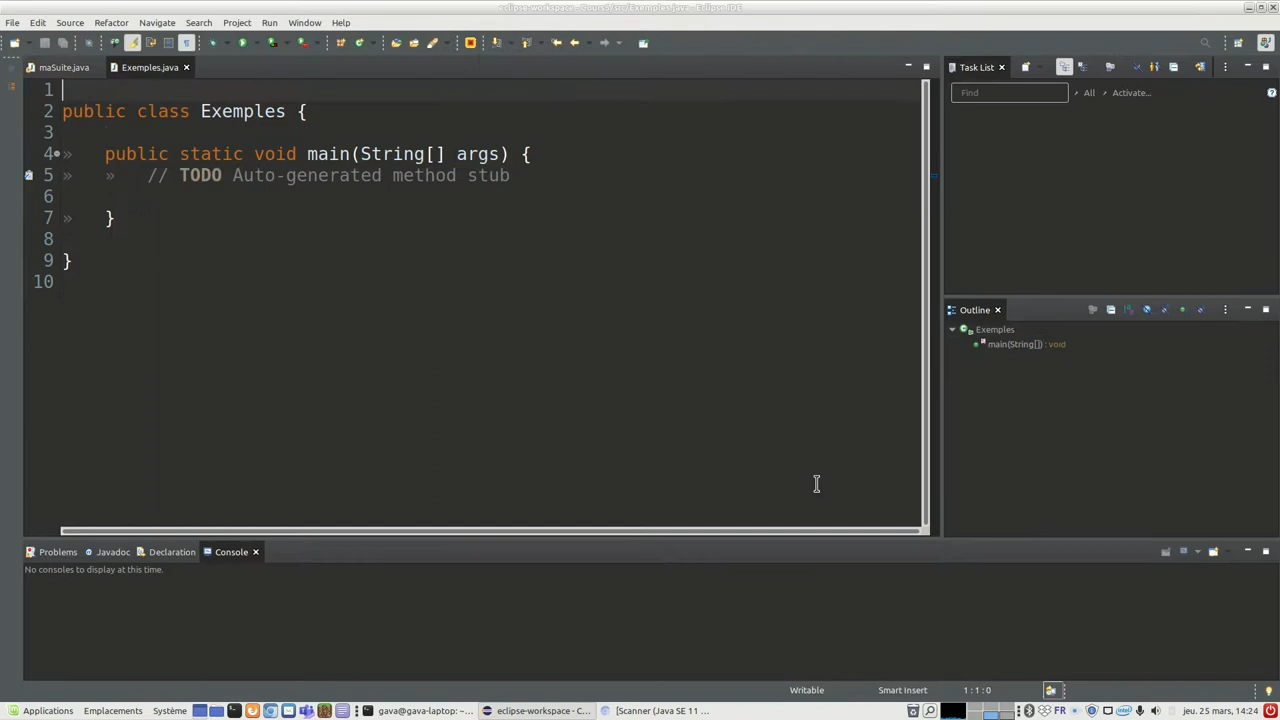 eclipse-workspace - Cours9/src/Exemples.java - Eclipse IDE
File Edit Source Refactor Navigate Search Project Run Window Help
maSuite.java Exemples.java
1
2 public class Exemples {
3
4 public static void main(String[] args) {
5 // TODO Auto-generated method stub
6
7 }
8
9 }
10
Task List
Find All Activate...
Outline
Exemples
main(String[]) : void
Problems Javadoc Declaration Console
No consoles to display at this time.
Writable Smart Insert 1 : 1 : 0
Applications Emplacements Système gava@gava-laptop: ~... eclipse-workspace - C... [Scanner (Java SE 11 ... FR jeu. 25 mars, 14:24